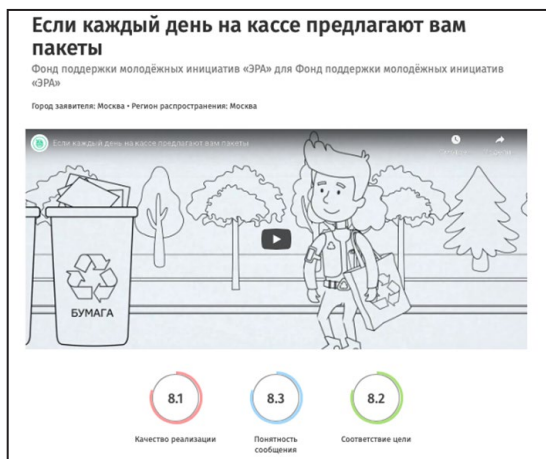 Если каждый день на кассе предлагают вам
пакеты
Фонд поддержки молодёжных инициатив «ЭРА» для Фонд поддержки молодёжных инициатив
«ЭРА»
Город заявителя: Москва • Регион распространения: Москва
Если каждый день на кассе предлагают вам пакеты
БУМАГА
8.1
8.3
8.2
Качество реализации
Понятность
сообщения
Соответствие цели